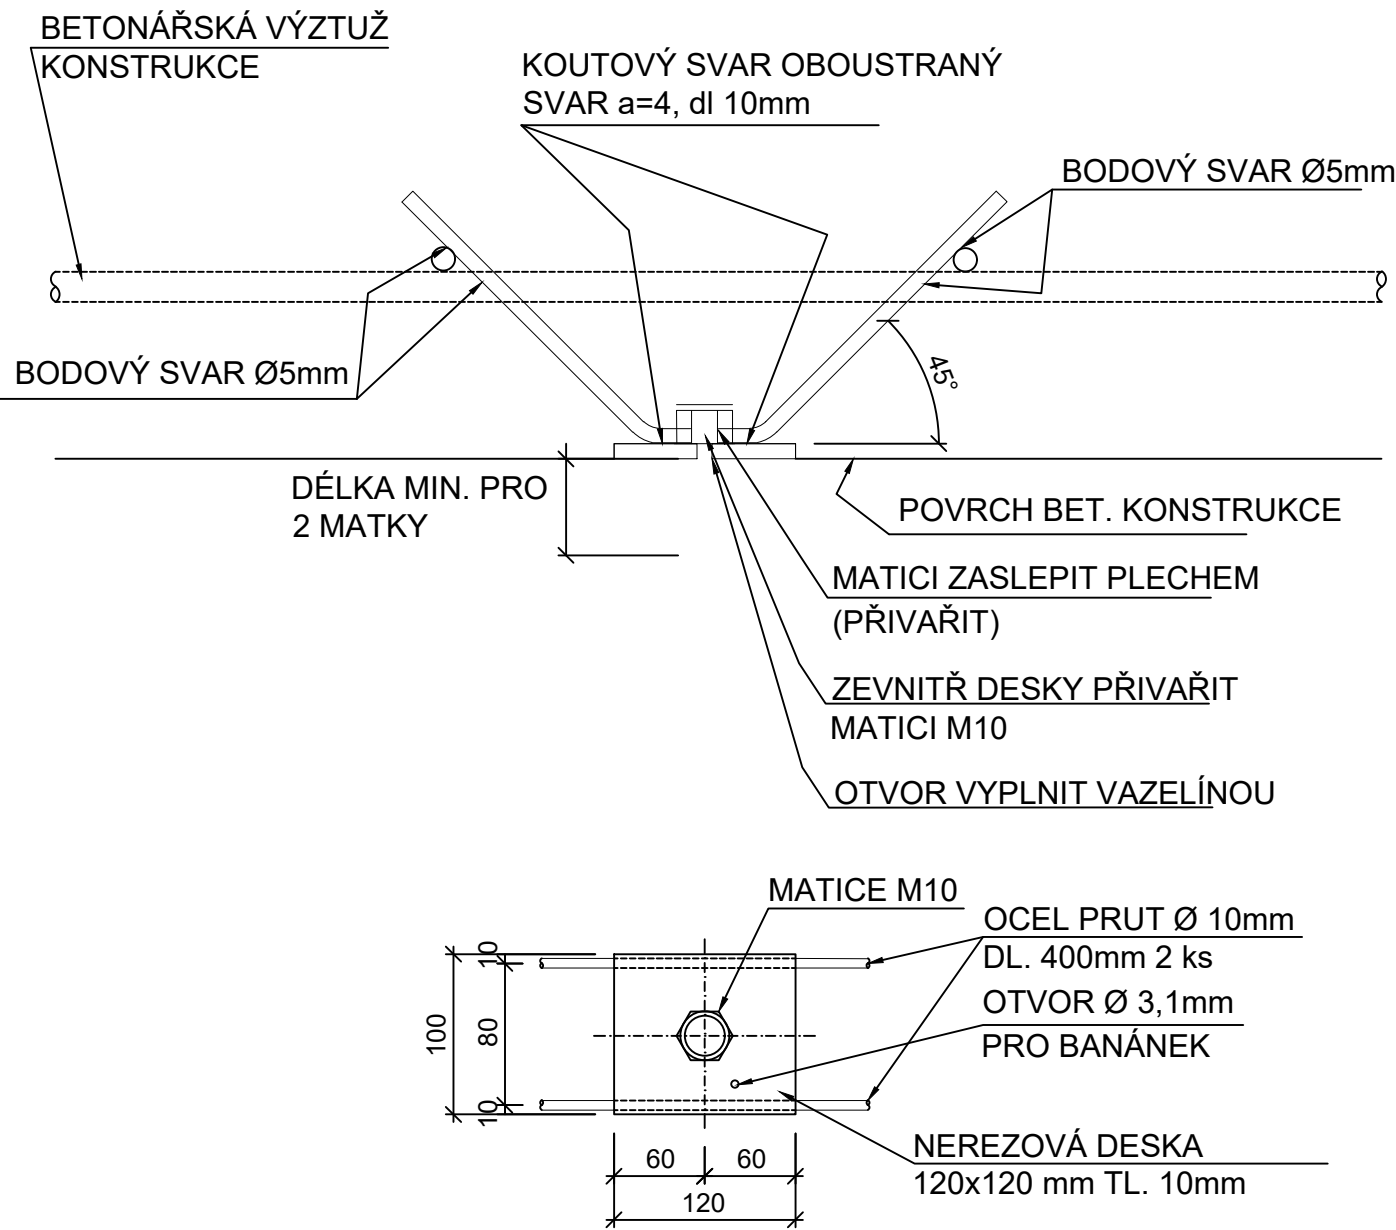 BETONÁŘSKÁ VÝZTUŽ
KONSTRUKCE
KOUTOVÝ SVAR OBOUSTRANÝ
SVAR a=4, dl 10mm
BODOVÝ SVAR Ø5mm
BODOVÝ SVAR Ø5mm
45°
DÉLKA MIN. PRO
2 MATKY
POVRCH BET. KONSTRUKCE
MATICI ZASLEPIT PLECHEM
(PŘIVAŘIT)
ZEVNITŘ DESKY PŘIVAŘIT
MATICI M10
OTVOR VYPLNIT VAZELÍNOU
MATICE M10
OCEL PRUT Ø 10mm
DL. 400mm 2 ks
OTVOR Ø 3,1mm
PRO BANÁNEK
10
80
100
10
60
60
120
NEREZOVÁ DESKA
120x120 mm TL. 10mm